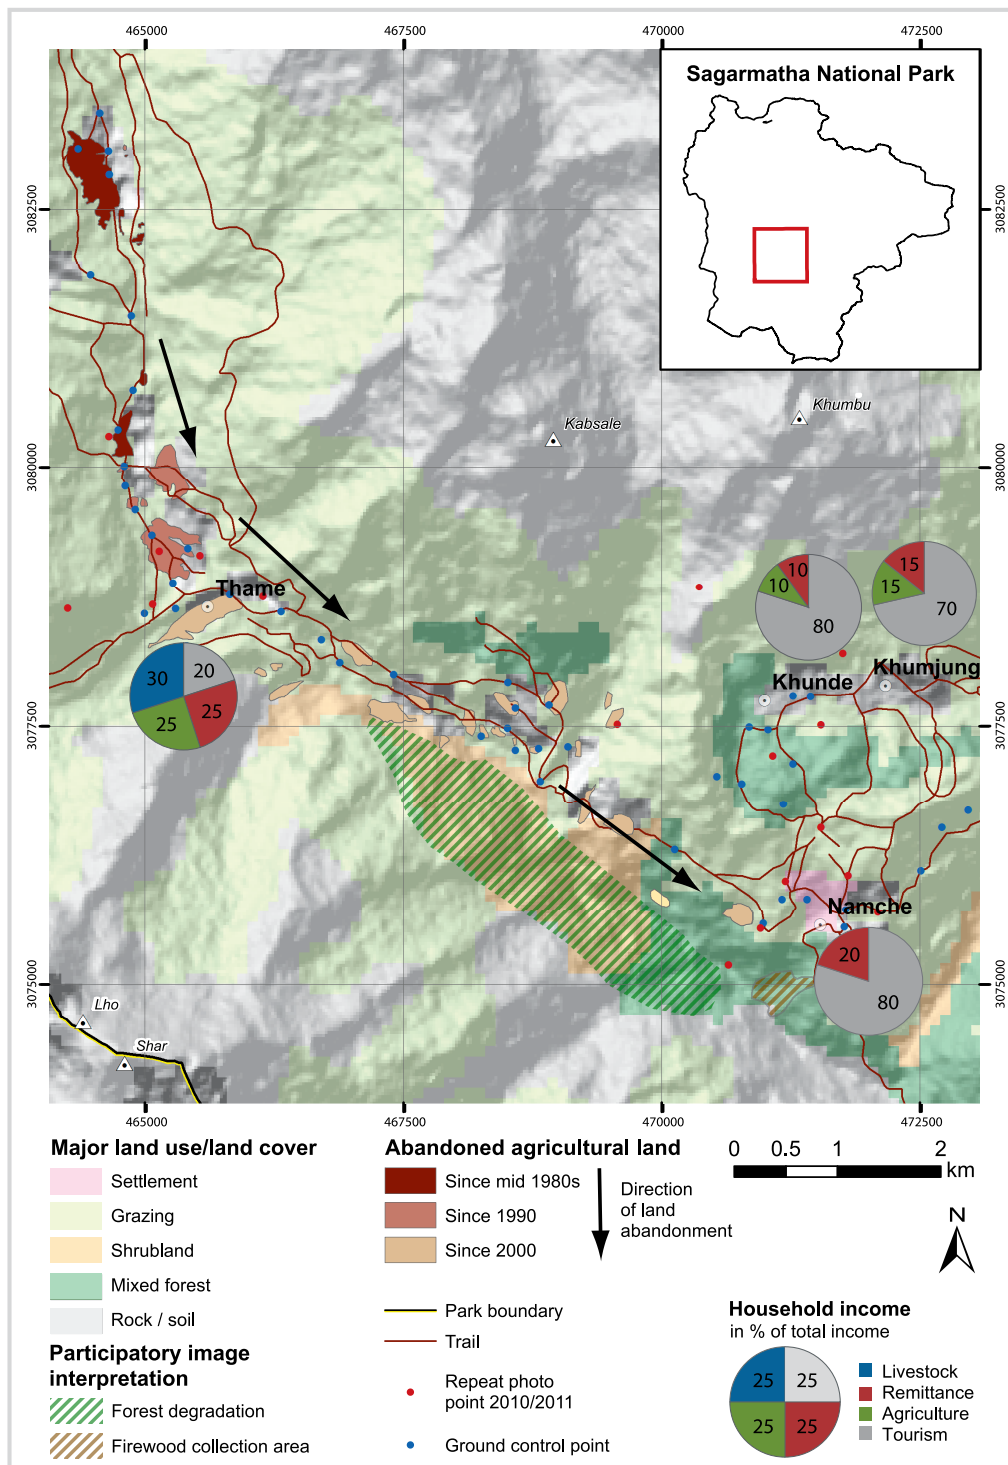 465000
467500
470000
472500
Sagarmatha National Park
3082500
3082500
Khumbu
Kabsale
3080000
3080000
10
10
80
15
15
70
Thame
30
20
25
25
Khunde
Khumjung
3077500
3077500
Namche
20
80
3075000
3075000
Lho
Shar
465000
467500
470000
472500
Major land use/land cover
Settlement
Grazing
Shrubland
Mixed forest
Rock / soil
Participatory image
interpretation
Forest degradation
Firewood collection area
Abandoned agricultural land
Since mid 1980s
Since 1990
Since 2000
Direction
of land
abandonment
Park boundary
Trail
Repeat photo
point 2010/2011
Ground control point
0 0.5 1 2
km
N
Household income
in % of total income
25
25
25
25
Livestock
Remittance
Agriculture
Tourism